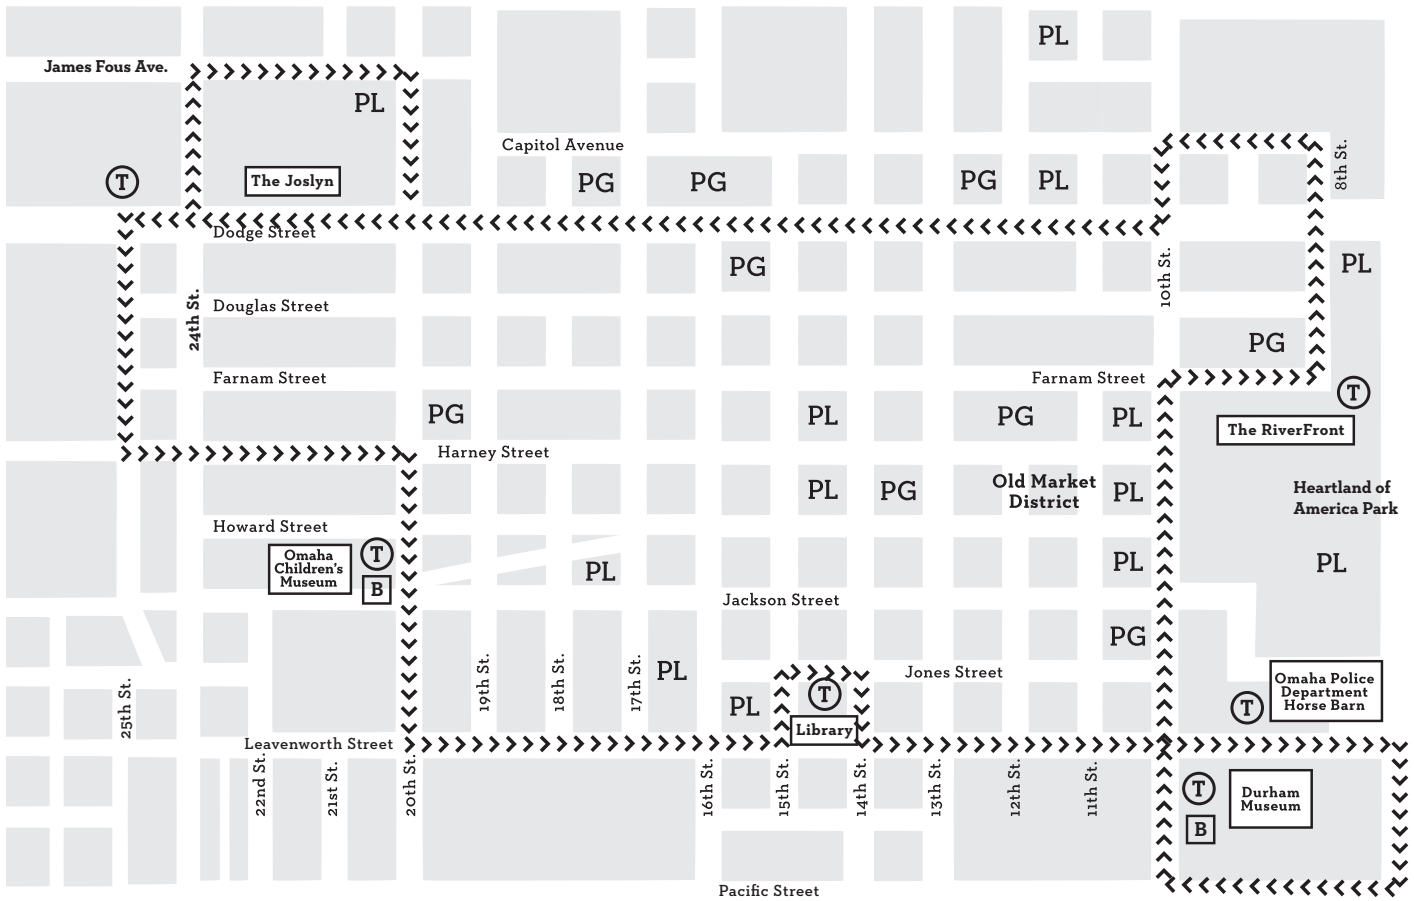 PL
James Fous Ave.
PL
Capitol Avenue
8th St.
T
The Joslyn
PG
PG
PG
PL
Dodge Street
PG
10th St.
PL
24th St.
Douglas Street
PG
Farnam Street
Farnam Street
T
PG
PL
PG
PL
The RiverFront
Harney Street
PL
PG
Old Market
District
PL
Heartland of
America Park
Howard Street
Omaha
Children's
Museum
T
B
PL
PL
PL
Jackson Street
PG
19th St.
18th St.
17th St.
PL
Jones Street
25th St.
PL
T
Library
T
Omaha Police
Department
Horse Barn
Leavenworth Street
22nd St.
21st St.
20th St.
16th St.
15th St.
14th St.
13th St.
12th St.
11th St.
T
B
Durham
Museum
Pacific Street